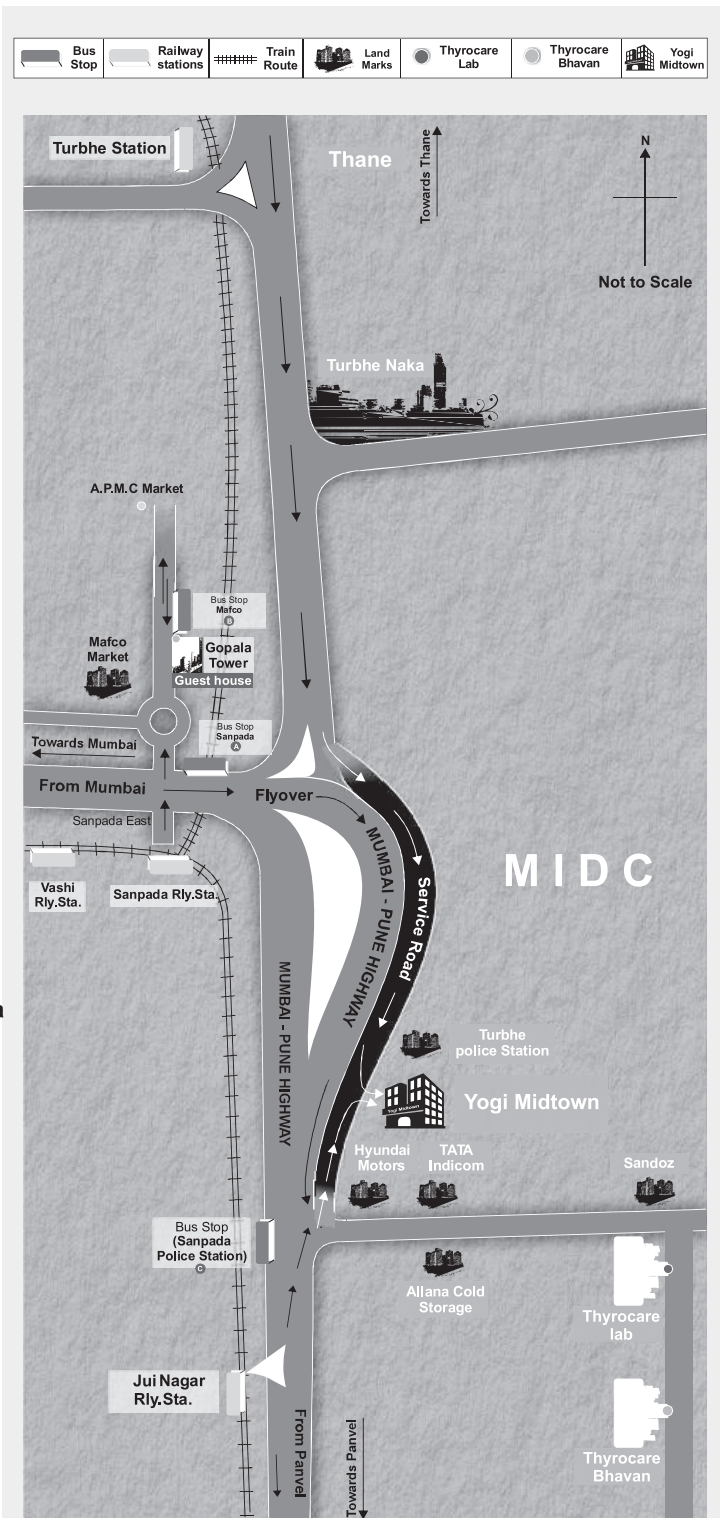 Bus
Stop
Railway
stations
Train
Route
Land
Marks
Thyrocare
Lab
Thyrocare
Bhavan
Yogi
Midtown
Turbhe Station
Thane
Towards Thane
N
Not to Scale
Turbhe Naka
A.P.M.C Market
Bus Stop
Mafco
B
Mafco
Market
Gopala
Tower
Guest house
Bus Stop
Sanpada
A
Towards Mumbai
From Mumbai
Flyover
Sanpada East
MUMBAI - PUNE HIGHWAY
Service Road
MIDC
Vashi
Rly.Sta.
Sanpada Rly.Sta.
MUMBAI - PUNE HIGHWAY
a
Turbhe
police Station
Yogi Midtown
Yogi Midtown
Hyundai
Motors
TATA
Indicom
Sandoz
Bus Stop
(Sanpada
Police Station)
C
Allana Cold
Storage
Thyrocare
lab
Jui Nagar
Rly.Sta.
From Panvel
Towards Panvel
Thyrocare
Bhavan